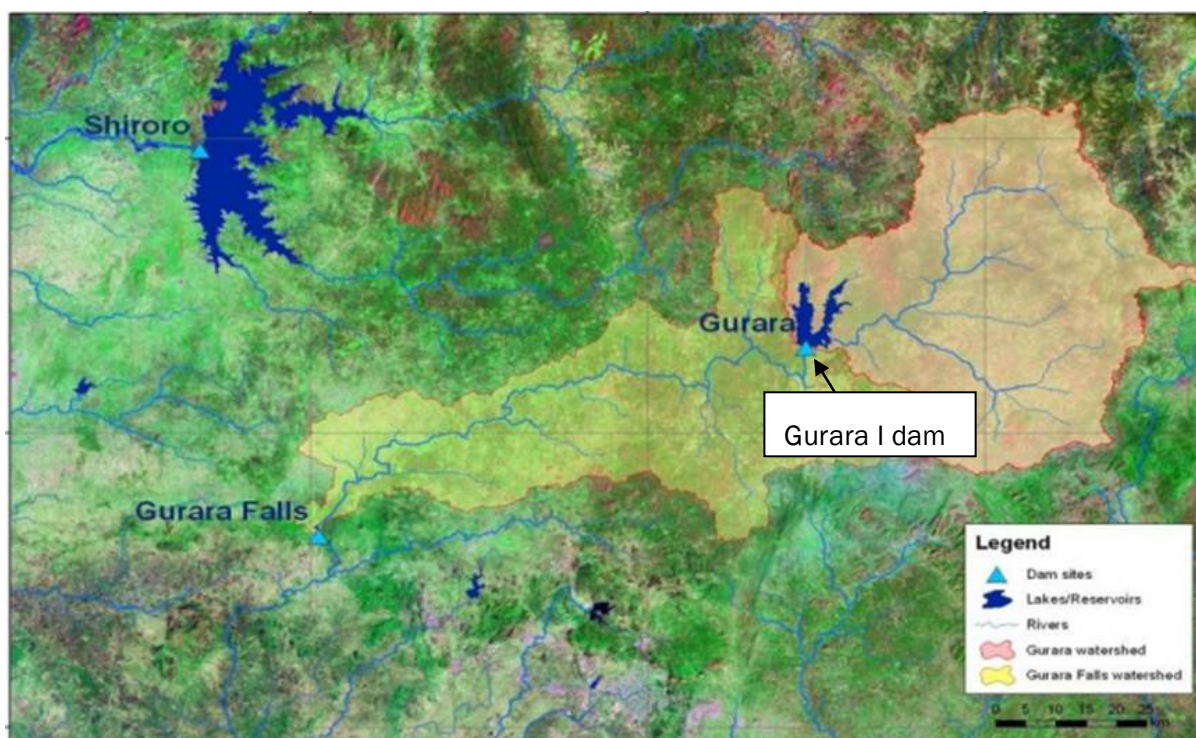 Shiroro
Gurara
Gurara I dam
Gurara Falls
Legend
Dam sites
Lakes/Reservoirs
Rivers
Gurara watershed
Gurara Falls watershed
0 5 10 15 20 25
km